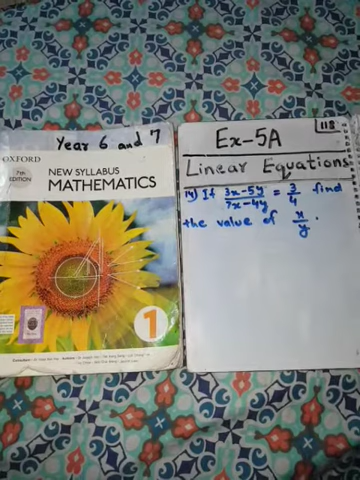 Year 6 and 7
OXFORD
7th
EDITION
NEW SYLLABUS
MATHEMATICS
1
118
Ex-5A
Linear Equations
14) If (3x-5y)/(7x-4y) = 3/4 find
the value of x/y.